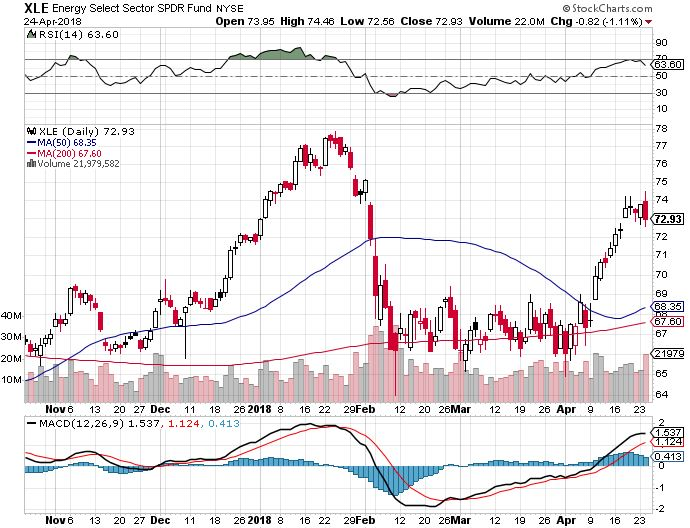 XLE Energy Select Sector SPDR Fund NYSE © StockCharts.com
24-Apr-2018 Open 73.95 High 74.46 Low 72.56 Close 72.93 Volume 22.0M Chg -0.82 (-1.11%)
RSI(14) 63.60
90
70
63.60
50
30
10
XLE (Daily) 72.93
MA(50) 68.35
MA(200) 67.60
Volume 21,979,582
78
77
76
75
74
72.93
72
71
70
69
68.35
68
67.60
67
21979
65
64
40M
30M
20M
10M
Nov 6 13 20 27 Dec 11 18 26 2018 8 16 22 29 Feb 12 20 26 Mar 12 19 26 Apr 9 16 23
MACD(12,26,9) 1.537, 1.124, 0.413
2
1.537
1.124
0.413
0
-1
-2
Nov 6 13 20 27 Dec 11 18 26 2018 8 16 22 29 Feb 12 20 26 Mar 12 19 26 Apr 9 16 23